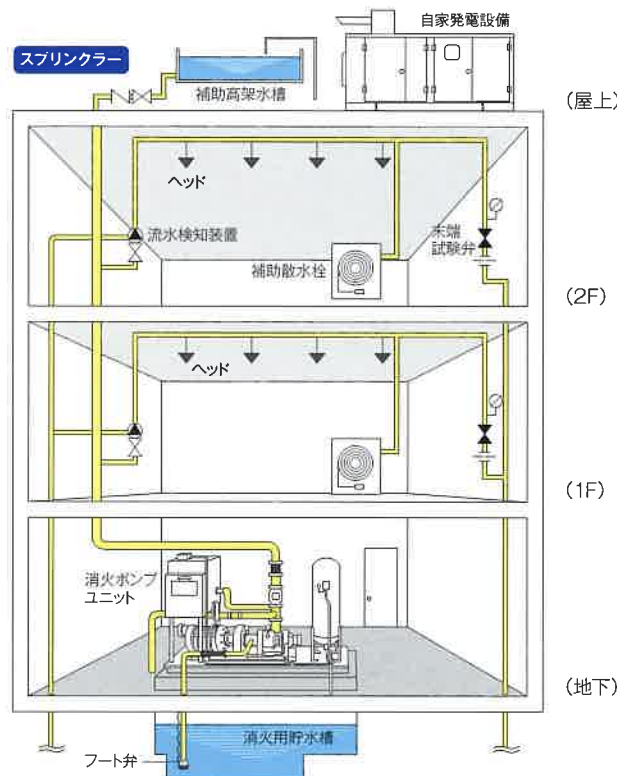 自家発電設備
スプリンクラー
補助高架水槽
(屋上)
ヘッド
流水検知装置
末端
試験弁
補助散水栓
(2F)
ヘッド
(1F)
消火ポンプ
ユニット
(地下)
消火用貯水槽
フート弁